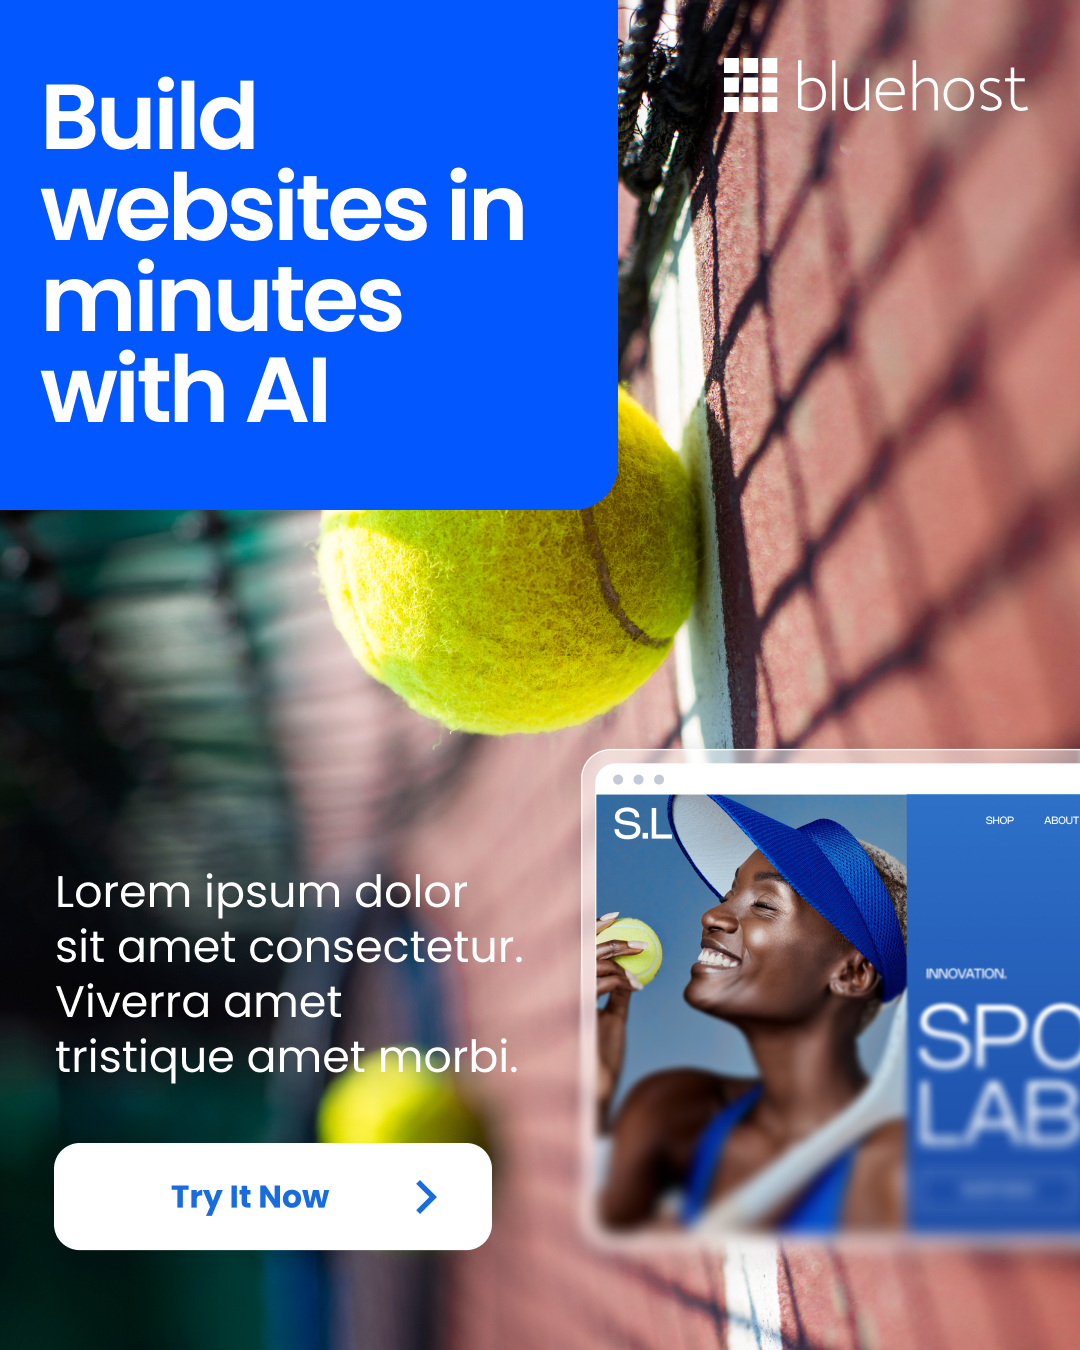 Build
websites in
minutes
with AI
bluehost
S.L
SHOP ABOUT
INNOVATION.
SPO
LAB
Lorem ipsum dolor
sit amet consectetur.
Viverra amet
tristique amet morbi.
Try It Now